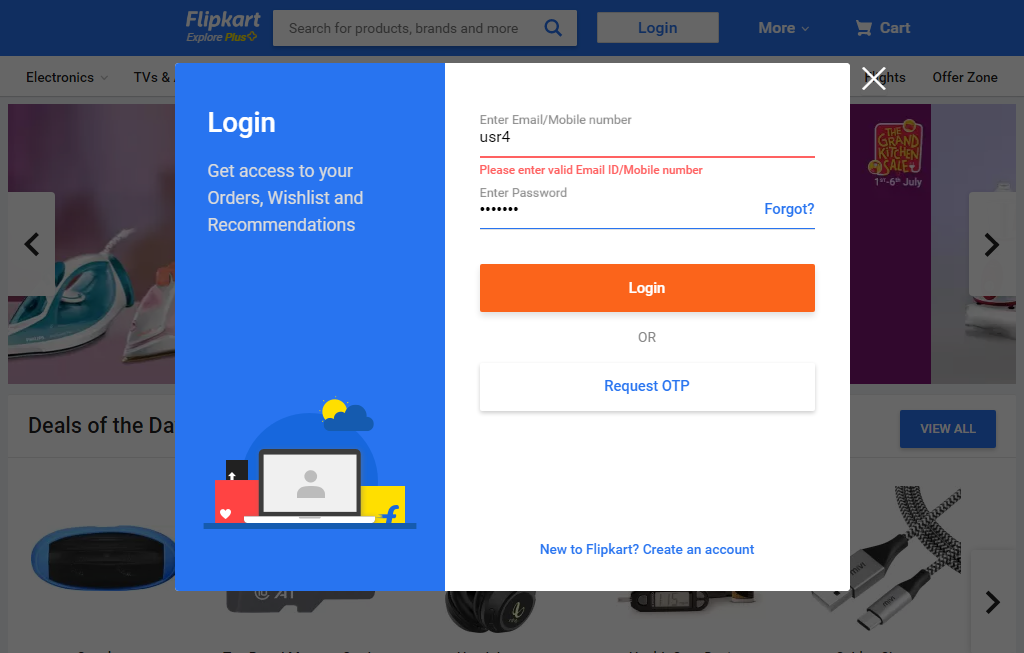 Flipkart
Explore Plus
Search for products, brands and more
Login
More
Cart
Electronics
TVs &
Flights
Offer Zone
Login
Get access to your
Orders, Wishlist and
Recommendations
Enter Email/Mobile number
usr4
Please enter valid Email ID/Mobile number
Enter Password
Forgot?
Login
OR
Request OTP
New to Flipkart? Create an account
THE
GRAND
KITCHEN
SALE
1ST-6th July
Deals of the Da
VIEW ALL